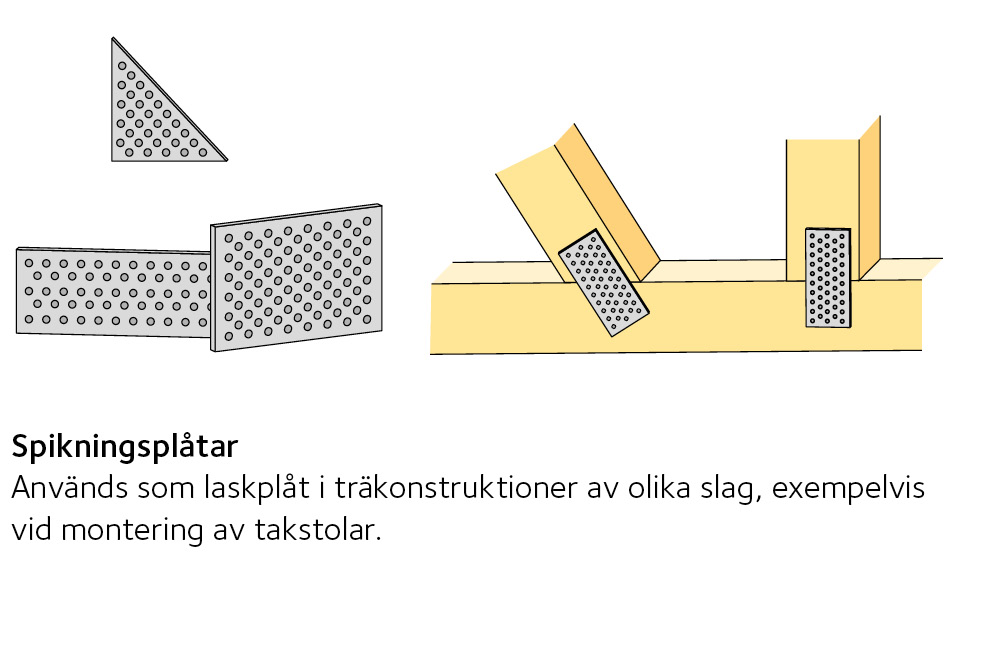 Spikningsplåtar
Används som laskplåt i träkonstruktioner av olika slag, exempelvis
vid montering av takstolar.